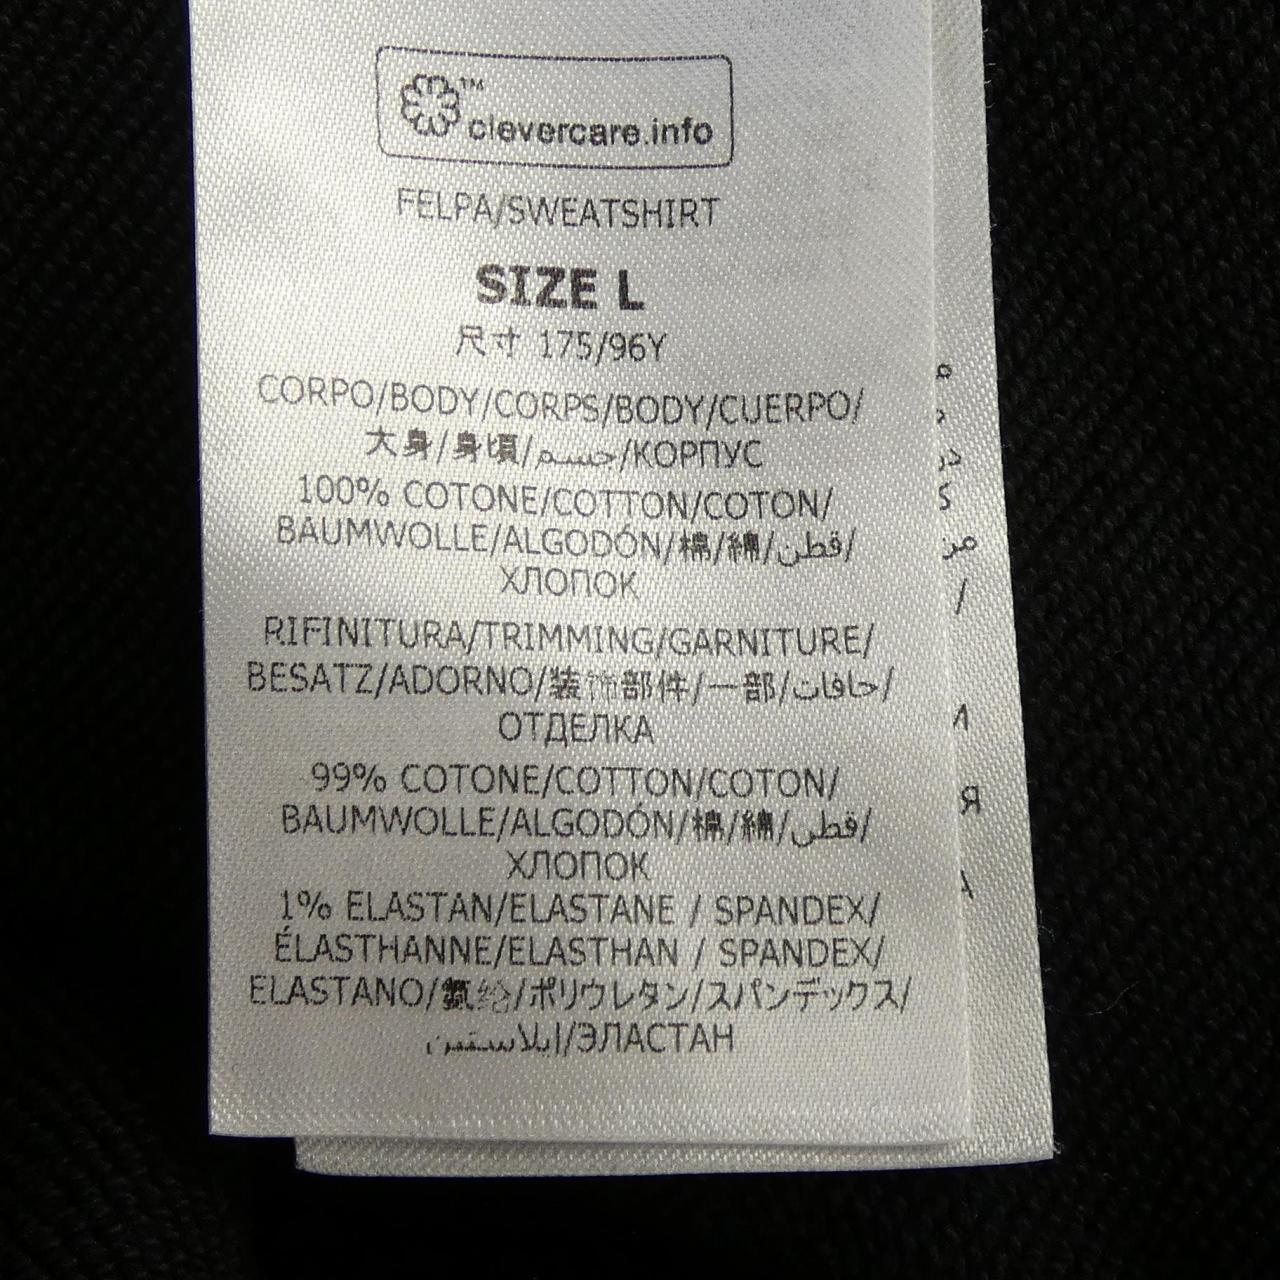 ™ clevercare.info
FELPA/SWEATSHIRT
SIZE L
尺寸 175/96Y
CORPO/BODY/CORPS/BODY/CUERPO/
大身/身頃/جسم/КОРПУС
100% COTONE/COTTON/COTON/
BAUMWOLLE/ALGODÓN/棉/綿/قطن/
ХЛОПОК
RIFINITURA/TRIMMING/GARNITURE/
BESATZ/ADORNO/装饰部件/一部/حافات/
ОТДЕЛКА
99% COTONE/COTTON/COTON/
BAUMWOLLE/ALGODÓN/棉/綿/قطن/
ХЛОПОК
1% ELASTAN/ELASTANE / SPANDEX/
ÉLASTHANNE/ELASTHAN / SPANDEX/
ELASTANO/氨纶/ポリウレタン/スパンデックス/
إيلاستين/ЭЛАСТАН